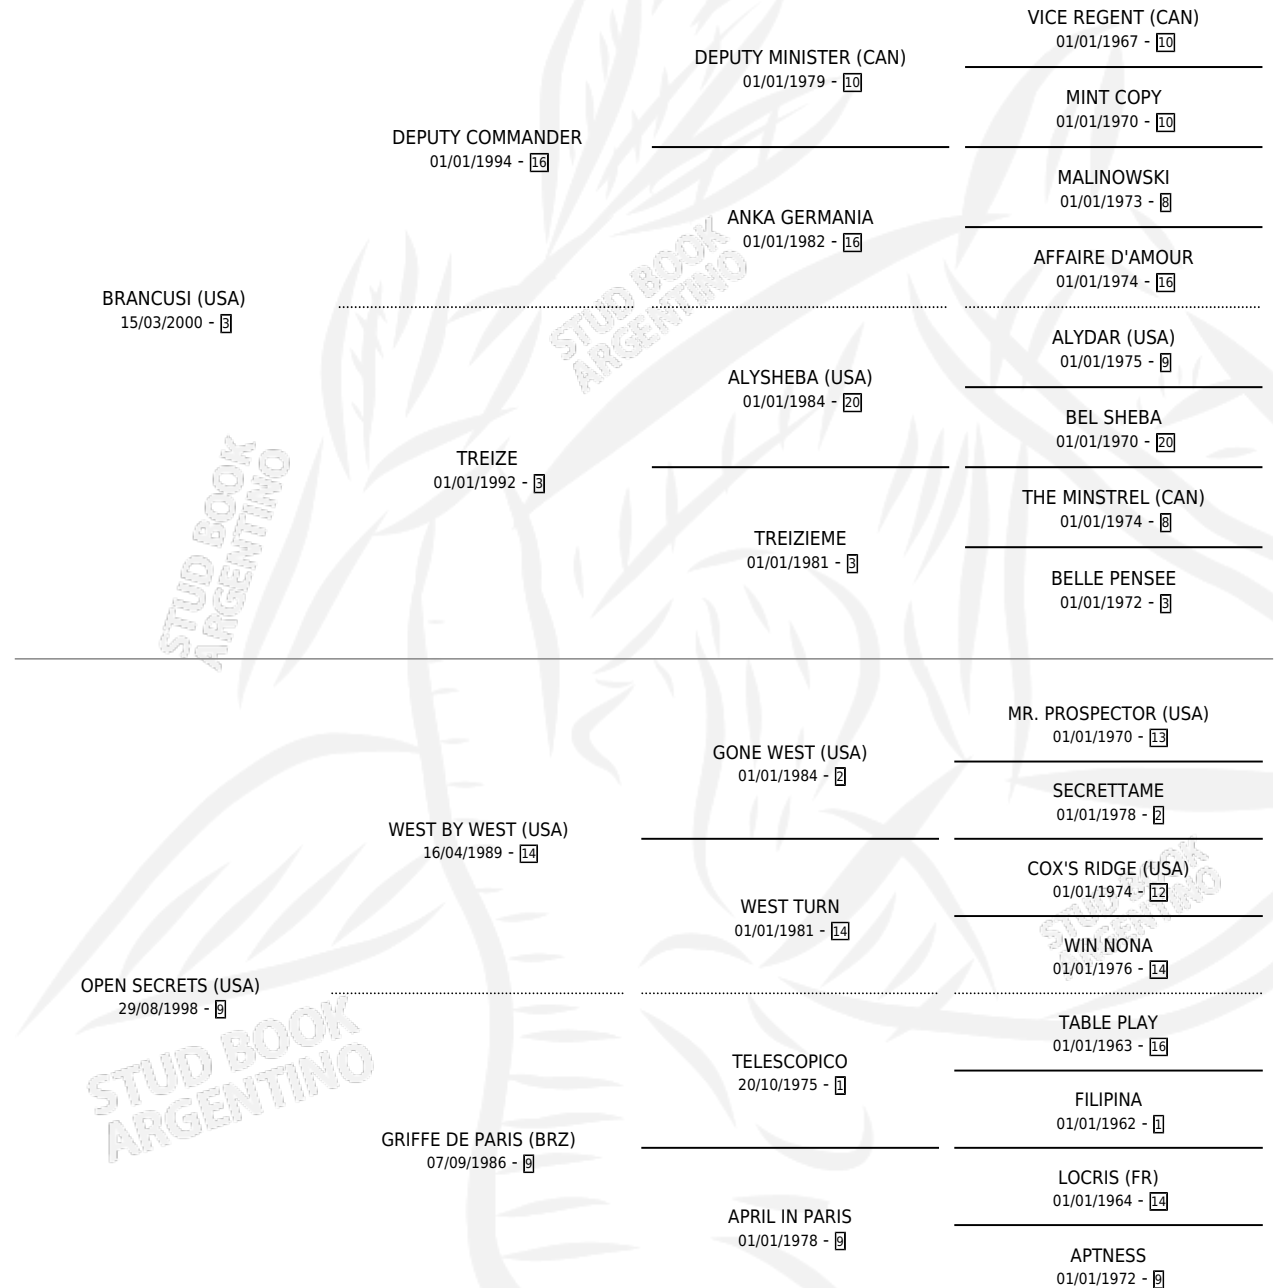 VICE REGENT (CAN)
01/01/1967 - 10
DEPUTY MINISTER (CAN)
01/01/1979 - 10
MINT COPY
01/01/1970 - 10
DEPUTY COMMANDER
01/01/1994 - 16
MALINOWSKI
01/01/1973 - 8
ANKA GERMANIA
01/01/1982 - 16
AFFAIRE D'AMOUR
01/01/1974 - 16
BRANCUSI (USA)
15/03/2000 - 3
STUD BOOK
ARGENTINO
ALYDAR (USA)
01/01/1975 - 9
ALYSHEBA (USA)
01/01/1984 - 20
BEL SHEBA
01/01/1970 - 20
TREIZE
01/01/1992 - 3
THE MINSTREL (CAN)
01/01/1974 - 8
TREIZIEME
01/01/1981 - 3
BELLE PENSEE
01/01/1972 - 3
STUD BOOK
ARGENTINO
MR. PROSPECTOR (USA)
01/01/1970 - 13
GONE WEST (USA)
01/01/1984 - 2
SECRETTAME
01/01/1978 - 2
WEST BY WEST (USA)
16/04/1989 - 14
COX'S RIDGE (USA)
01/01/1974 - 12
WEST TURN
01/01/1981 - 14
STUD BOOK
ARGENTINO
WIN NONA
01/01/1976 - 14
OPEN SECRETS (USA)
29/08/1998 - 9
STUD BOOK
ARGENTINO
TABLE PLAY
01/01/1963 - 16
TELESCOPICO
20/10/1975 - 1
FILIPINA
01/01/1962 - 1
GRIFFE DE PARIS (BRZ)
07/09/1986 - 9
LOCRIS (FR)
01/01/1964 - 14
APRIL IN PARIS
01/01/1978 - 9
APTNESS
01/01/1972 - 9